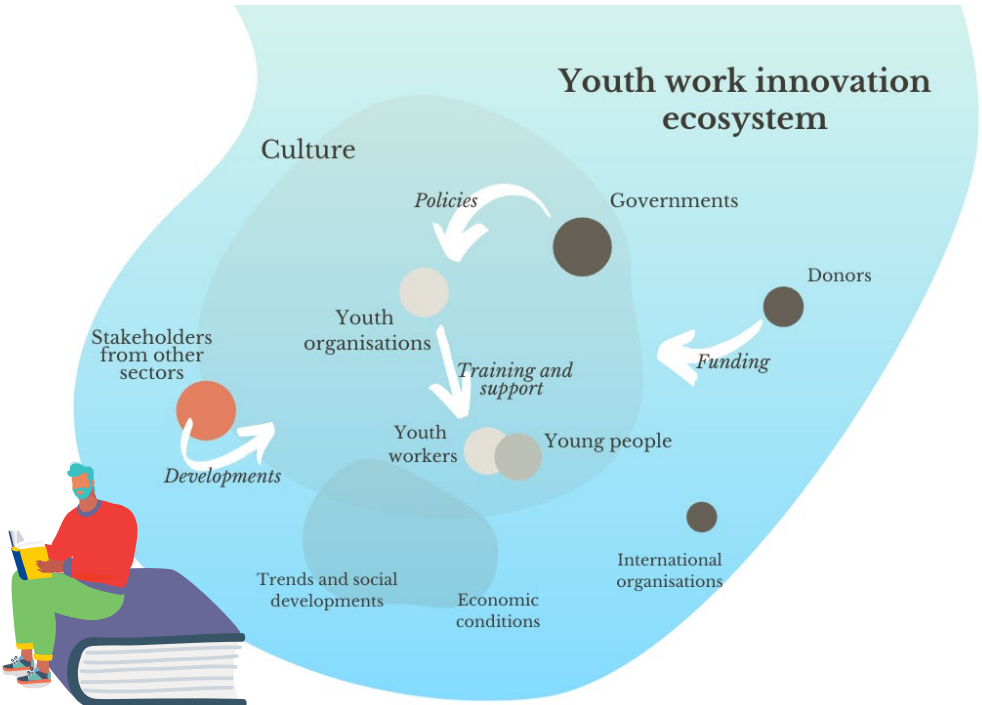 Youth work innovation
ecosystem
Culture
Policies
Governments
Donors
Youth
organisations
Stakeholders
from other
sectors
Funding
Training and
support
Youth
workers
Young people
Developments
International
organisations
Trends and social
developments
Economic
conditions